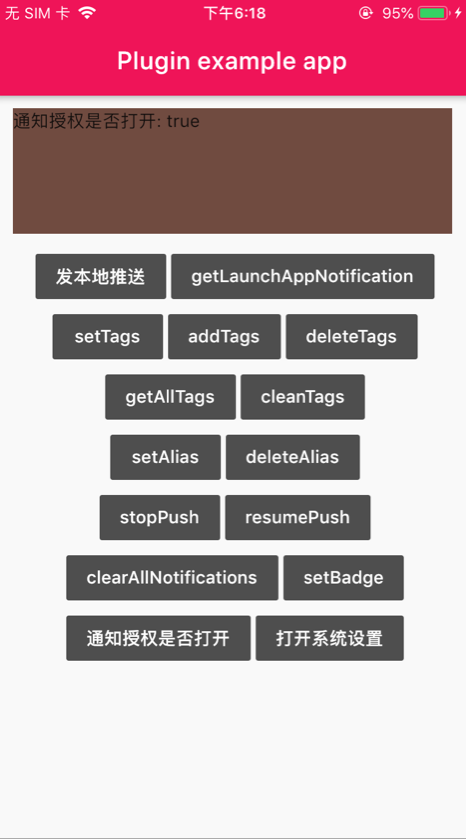 无 SIM 卡 下午6:18 95%
Plugin example app
通知授权是否打开: true
发本地推送 getLaunchAppNotification
setTags addTags deleteTags
getAllTags cleanTags
setAlias deleteAlias
stopPush resumePush
clearAllNotifications setBadge
通知授权是否打开 打开系统设置